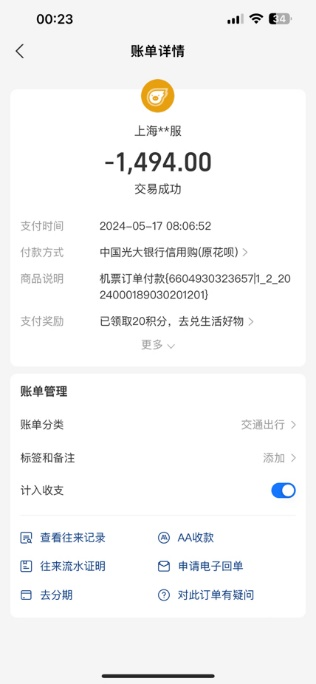 00:23
34
账单详情
上海**服
-1,494.00
交易成功
支付时间 2024-05-17 08:06:52
付款方式 中国光大银行信用购(原花呗)
商品说明 机票订单付款{6604930323657|1_2_20
24000189030201201}
支付奖励 已领取20积分，去兑生活好物
更多
账单管理
账单分类 交通出行
标签和备注 添加
计入收支
查看往来记录 AA收款
往来流水证明 申请电子回单
去分期 对此订单有疑问